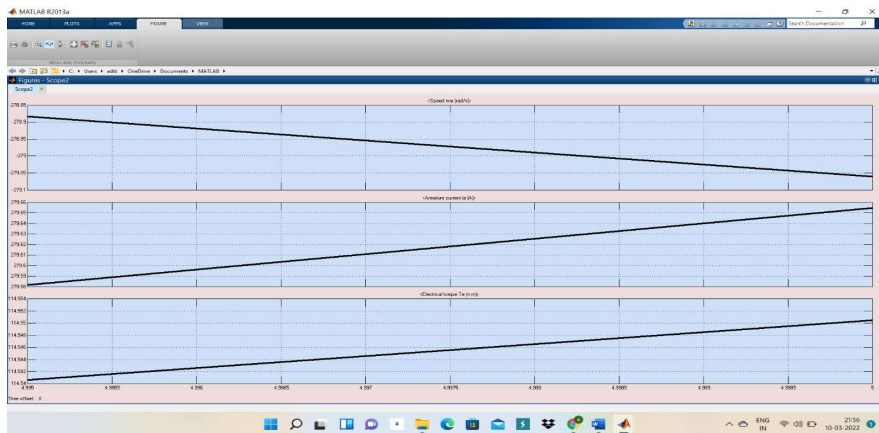 MATLAB R2013a
HOME PLOTS APPS FIGURE VIEW Search Documentation
MENU AND TOOLBARS
C: Users aditi OneDrive Documents MATLAB
Figures - Scope2
Scope2
<Speed wm (rad/s)>
-278.85
-278.9
-278.95
-279
-279.05
-279.1
<Armature current ia (A)>
279.66
279.65
279.64
279.63
279.62
279.61
279.6
279.59
279.58
<Electrical torque Te (n m)>
114.554
114.552
114.55
114.548
114.546
114.544
114.542
114.54
4.995 4.9955 4.996 4.9965 4.997 4.9975 4.998 4.9985 4.999 4.9995 5
Time offset: 0
ENG 21:56
IN 10-03-2022